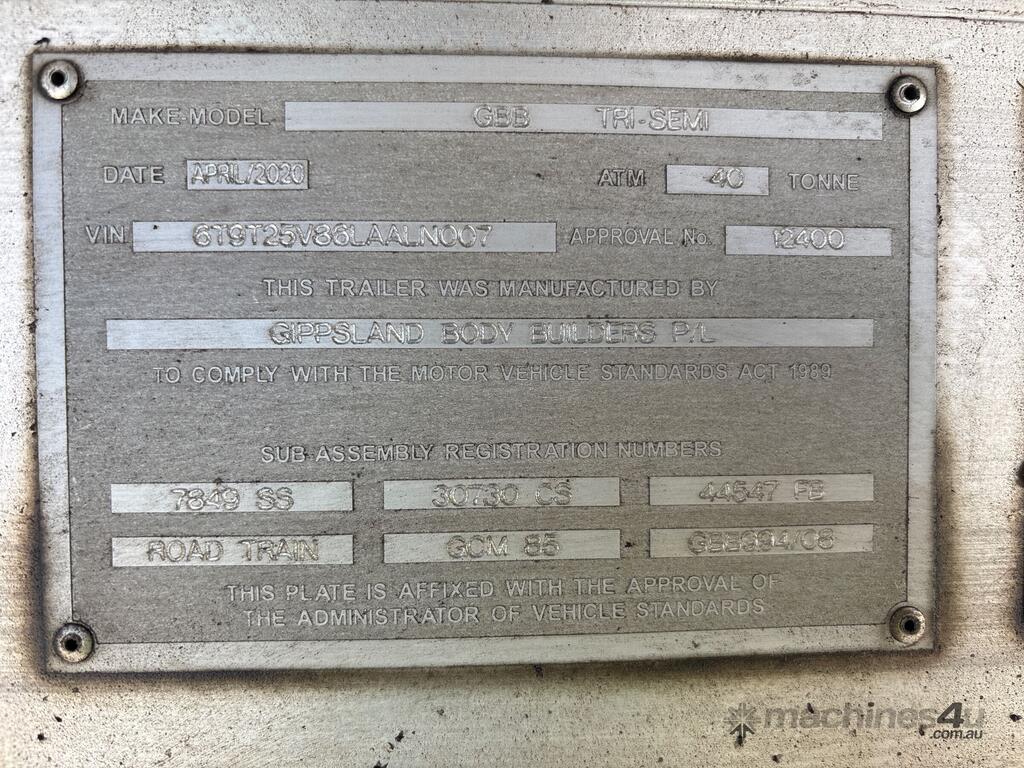 MAKE-MODEL GBB TRI-SEMI
DATE APRIL/2020 ATM 40 TONNE
VIN 6T9T25V86LAALN007 APPROVAL No. 12400
THIS TRAILER WAS MANUFACTURED BY
GIPPSLAND BODY BUILDERS P/L
TO COMPLY WITH THE MOTOR VEHICLE STANDARDS ACT 1989
SUB-ASSEMBLY REGISTRATION NUMBERS
7849 SS 30730 CS 44547 FB
ROAD TRAIN GCM 85
THIS PLATE IS AFFIXED WITH THE APPROVAL OF
THE ADMINISTRATOR OF VEHICLE STANDARDS
machines4u
.com.au